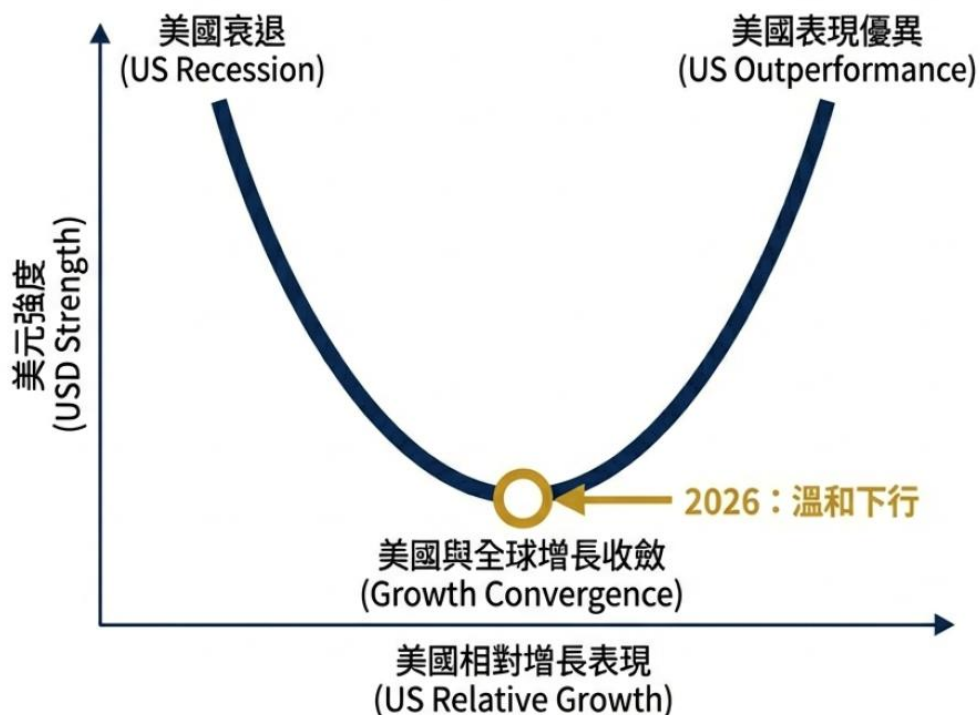 美國衰退
(US Recession)
美國表現優異
(US Outperformance)
美元強度
(USD Strength)
2026：溫和下行
美國與全球增長收斂
(Growth Convergence)
美國相對增長表現
(US Relative Growth)